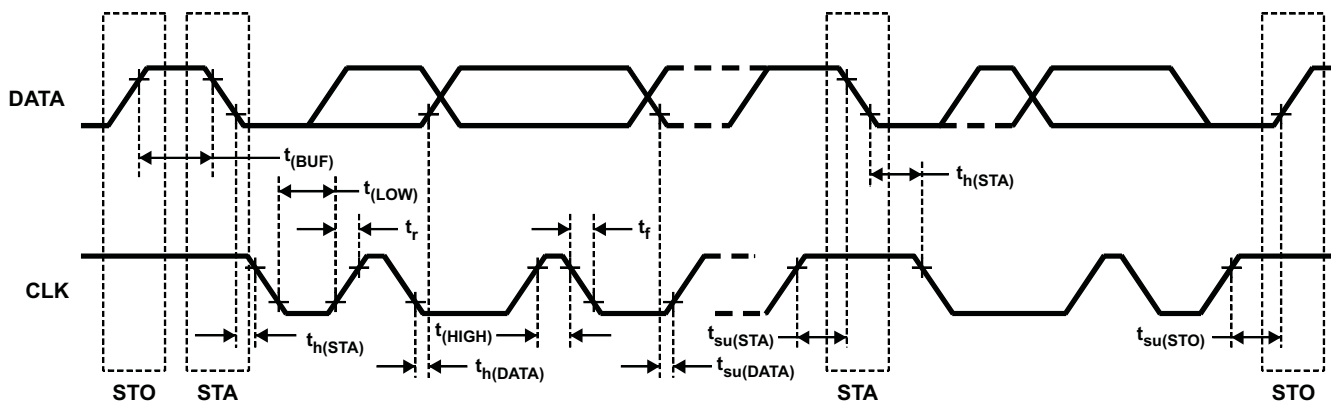 DATA
t(BUF)
t(LOW)
th(STA)
tr
tf
CLK
th(STA)
t(HIGH)
th(DATA)
tsu(DATA)
tsu(STA)
tsu(STO)
STO
STA
STA
STO